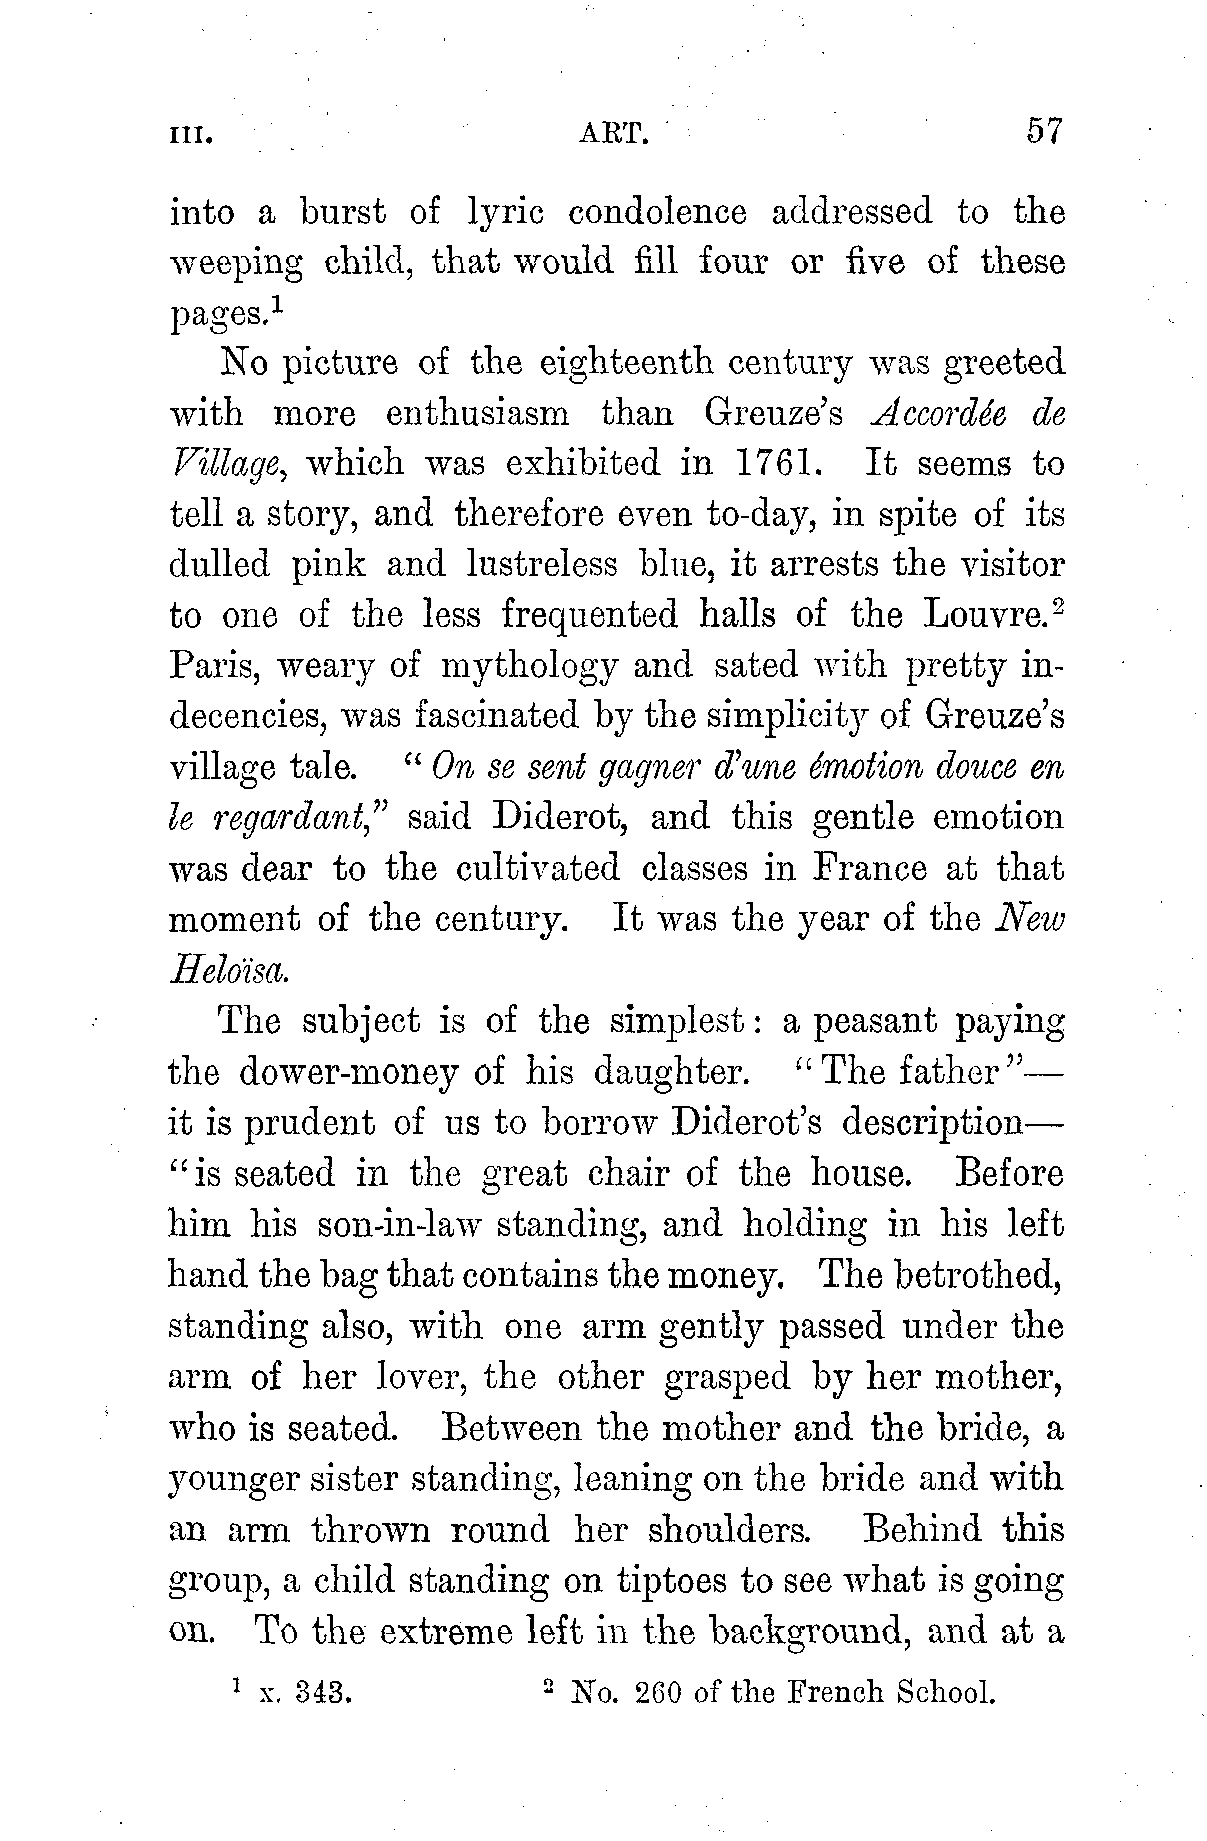 III. ART. 57
into a burst of lyric condolence addressed to the
weeping child, that would fill four or five of these
pages.¹
No picture of the eighteenth century was greeted
with more enthusiasm than Greuze's Accordée de
Village, which was exhibited in 1761. It seems to
tell a story, and therefore even to-day, in spite of its
dulled pink and lustreless blue, it arrests the visitor
to one of the less frequented halls of the Louvre.²
Paris, weary of mythology and sated with pretty in-
decencies, was fascinated by the simplicity of Greuze's
village tale. "On se sent gagner d'une émotion douce en
le regardant," said Diderot, and this gentle emotion
was dear to the cultivated classes in France at that
moment of the century. It was the year of the New
Heloïsa.
The subject is of the simplest: a peasant paying
the dower-money of his daughter. "The father"—
it is prudent of us to borrow Diderot's description—
"is seated in the great chair of the house. Before
him his son-in-law standing, and holding in his left
hand the bag that contains the money. The betrothed,
standing also, with one arm gently passed under the
arm of her lover, the other grasped by her mother,
who is seated. Between the mother and the bride, a
younger sister standing, leaning on the bride and with
an arm thrown round her shoulders. Behind this
group, a child standing on tiptoes to see what is going
on. To the extreme left in the background, and at a
¹ x. 343. ² No. 260 of the French School.